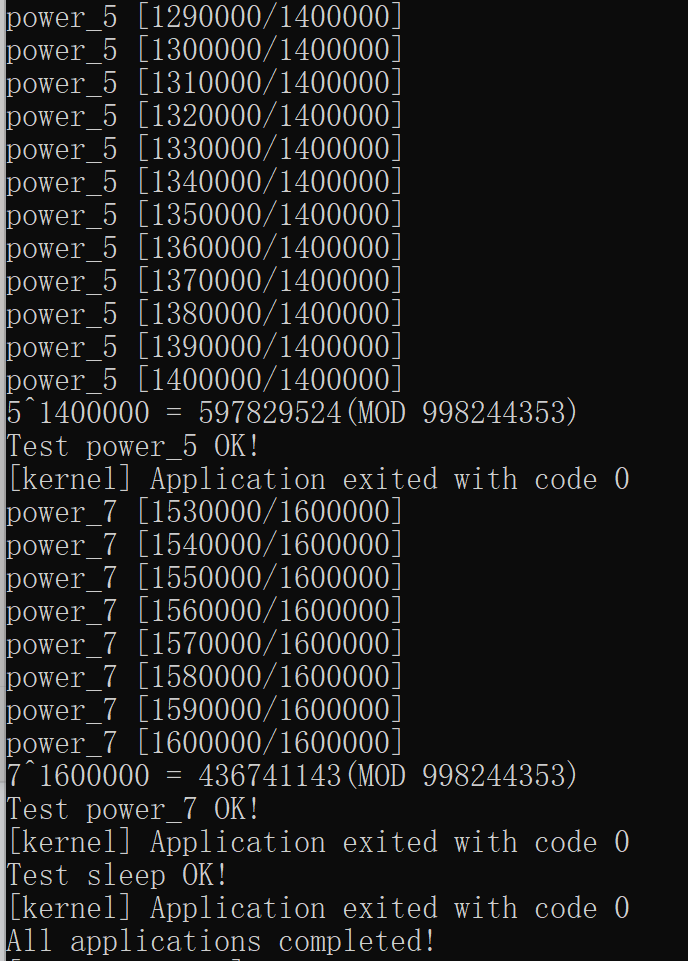 power_5 [1290000/1400000]
power_5 [1300000/1400000]
power_5 [1310000/1400000]
power_5 [1320000/1400000]
power_5 [1330000/1400000]
power_5 [1340000/1400000]
power_5 [1350000/1400000]
power_5 [1360000/1400000]
power_5 [1370000/1400000]
power_5 [1380000/1400000]
power_5 [1390000/1400000]
power_5 [1400000/1400000]
5^1400000 = 597829524(MOD 998244353)
Test power_5 OK!
[kernel] Application exited with code 0
power_7 [1530000/1600000]
power_7 [1540000/1600000]
power_7 [1550000/1600000]
power_7 [1560000/1600000]
power_7 [1570000/1600000]
power_7 [1580000/1600000]
power_7 [1590000/1600000]
power_7 [1600000/1600000]
7^1600000 = 436741143(MOD 998244353)
Test power_7 OK!
[kernel] Application exited with code 0
Test sleep OK!
[kernel] Application exited with code 0
All applications completed!